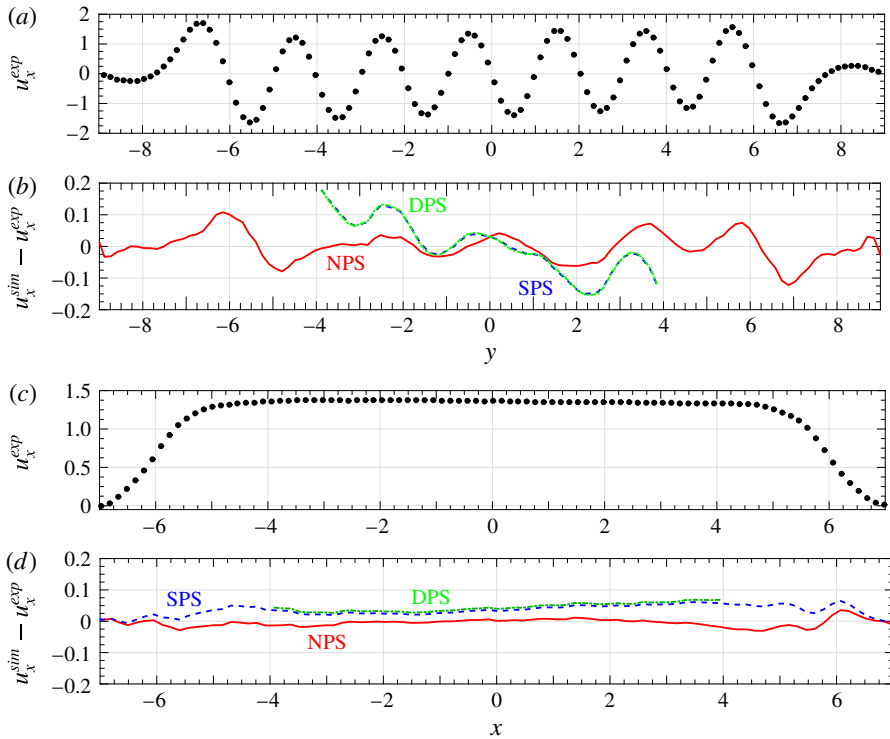 (a)
u_x^{exp}
2
1
0
−1
−2
−8 −6 −4 −2 0 2 4 6 8
(b)
u_x^{sim} − u_x^{exp}
0.2
0.1
0
−0.1
−0.2
DPS
NPS
SPS
−8 −6 −4 −2 0 2 4 6 8
y
(c)
u_x^{exp}
1.5
1.0
0.5
0
−6 −4 −2 0 2 4 6
(d)
u_x^{sim} − u_x^{exp}
0.2
0.1
0
−0.1
−0.2
SPS
DPS
NPS
−6 −4 −2 0 2 4 6
x